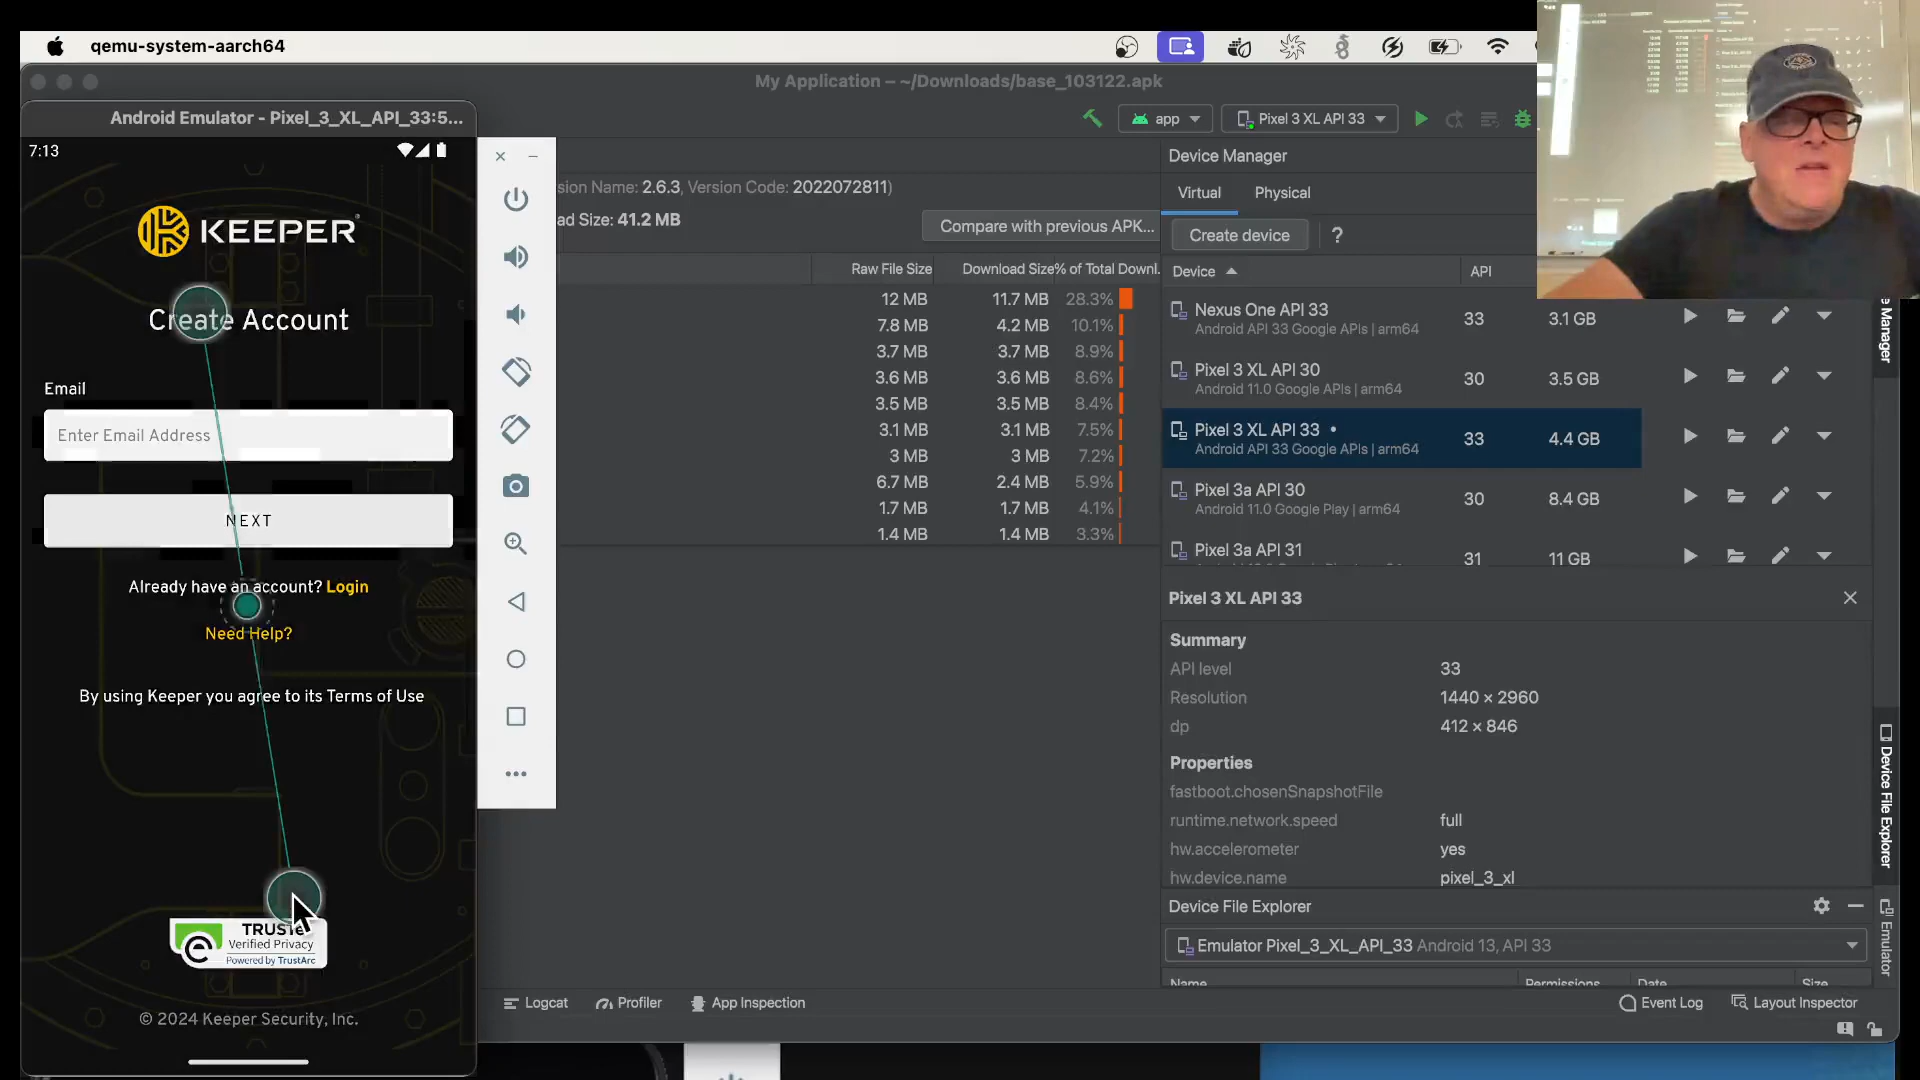 qemu-system-aarch64
My Application – ~/Downloads/base_103122.apk
Android Emulator - Pixel_3_XL_API_33:5...
app
Pixel 3 XL API 33
7:13
KEEPER
Create Account
Email
Enter Email Address
NEXT
Already have an account? Login
Need Help?
By using Keeper you agree to its Terms of Use
TRUSTe
Verified Privacy
Powered by TrustArc
© 2024 Keeper Security, Inc.
sion Name: 2.6.3, Version Code: 2022072811)
ad Size: 41.2 MB
Compare with previous APK...
Raw File Size Download Size % of Total Downl.
12 MB 11.7 MB 28.3%
7.8 MB 4.2 MB 10.1%
3.7 MB 3.7 MB 8.9%
3.6 MB 3.6 MB 8.6%
3.5 MB 3.5 MB 8.4%
3.1 MB 3.1 MB 7.5%
3 MB 3 MB 7.2%
6.7 MB 2.4 MB 5.9%
1.7 MB 1.7 MB 4.1%
1.4 MB 1.4 MB 3.3%
Device Manager
Virtual Physical
Create device ?
Device API
Nexus One API 33
Android API 33 Google APIs | arm64
33 3.1 GB
Pixel 3 XL API 30
Android 11.0 Google APIs | arm64
30 3.5 GB
Pixel 3 XL API 33 •
Android API 33 Google APIs | arm64
33 4.4 GB
Pixel 3a API 30
Android 11.0 Google Play | arm64
30 8.4 GB
Pixel 3a API 31
31 11 GB
Pixel 3 XL API 33
Summary
API level 33
Resolution 1440 × 2960
dp 412 × 846
Properties
fastboot.chosenSnapshotFile
runtime.network.speed full
hw.accelerometer yes
hw.device.name pixel_3_xl
Device File Explorer
Emulator Pixel_3_XL_API_33 Android 13, API 33
Name Permissions Date Size
Logcat Profiler App Inspection
Event Log Layout Inspector
e Manager
Device File Explorer
Emulator